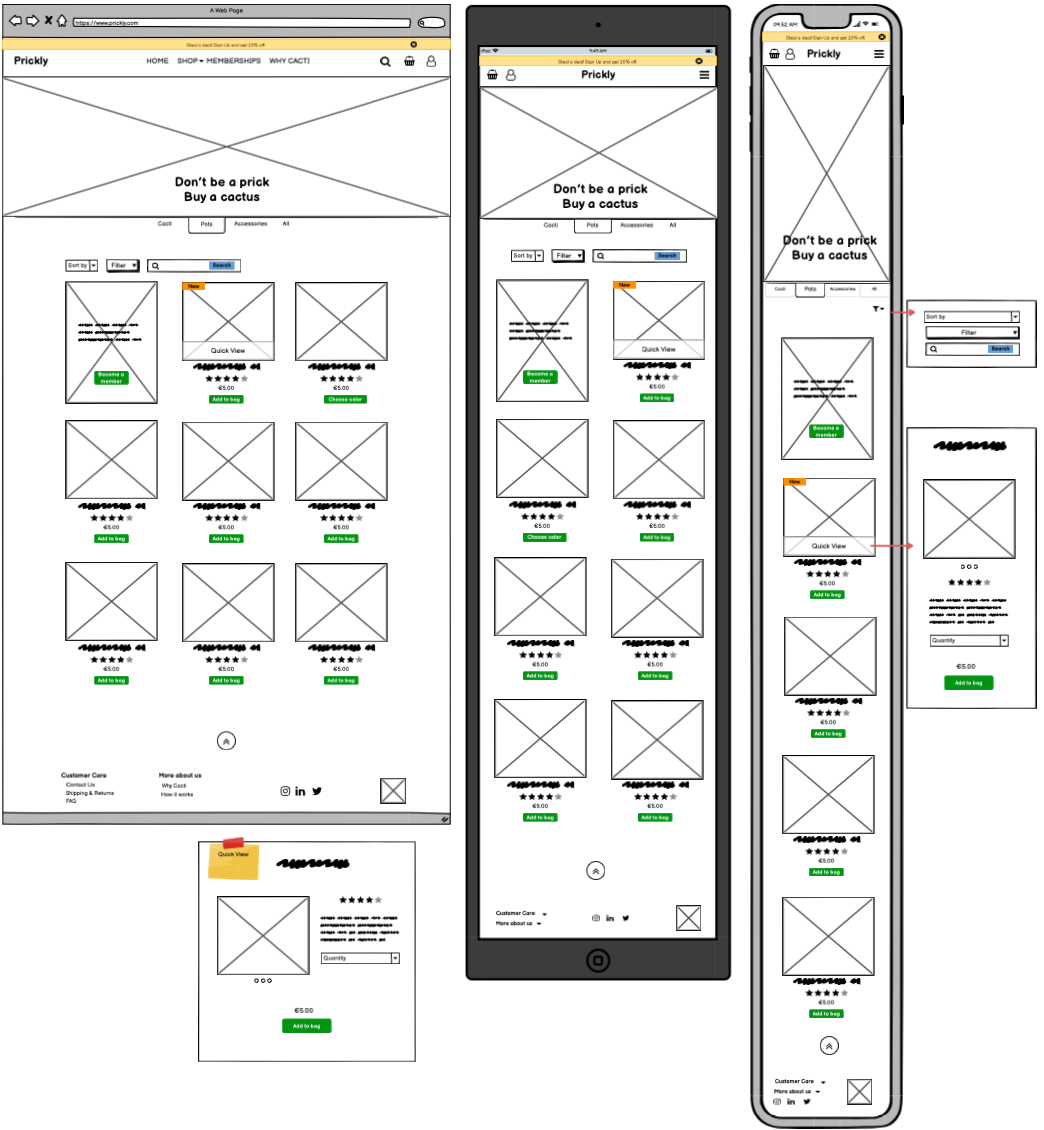 A Web Page
https://www.prickly.com
Steal a deal! Sign Up and get 20% off.
Prickly HOME SHOP MEMBERSHIPS WHY CACTI
Don't be a prick
Buy a cactus
Cacti Pots Accessories All
Sort by Filter Search
New
Quick View
Become a
member
€5.00 €5.00
Add to bag Choose color
€5.00 €5.00 €5.00
Add to bag Add to bag Add to bag
€5.00 €5.00 €5.00
Add to bag Add to bag Add to bag
Customer Care More about us
Contact Us Why Cacti
Shipping & Returns How it works
FAQ
Quick View
Quantity
€5.00
Add to bag
iPad 9:49 AM
Steal a deal! Sign Up and get 20% off.
Prickly
Don't be a prick
Buy a cactus
Cacti Pots Accessories All
Sort by Filter Search
New
Quick View
Become a
member
€5.00
Add to bag
€5.00 €5.00
Choose color Add to bag
€5.00 €5.00
Add to bag Add to bag
€5.00 €5.00
Add to bag Add to bag
Customer Care
More about us
09:52 AM
Steal a deal! Sign Up and get 20% off.
Prickly
Don't be a prick
Buy a cactus
Cacti Pots Accessories All
Become a
member
New
Quick View
€5.00
Add to bag
€5.00
Add to bag
€5.00
Add to bag
€5.00
Add to bag
Customer Care
More about us
Sort by
Filter
Search
Quantity
€5.00
Add to bag